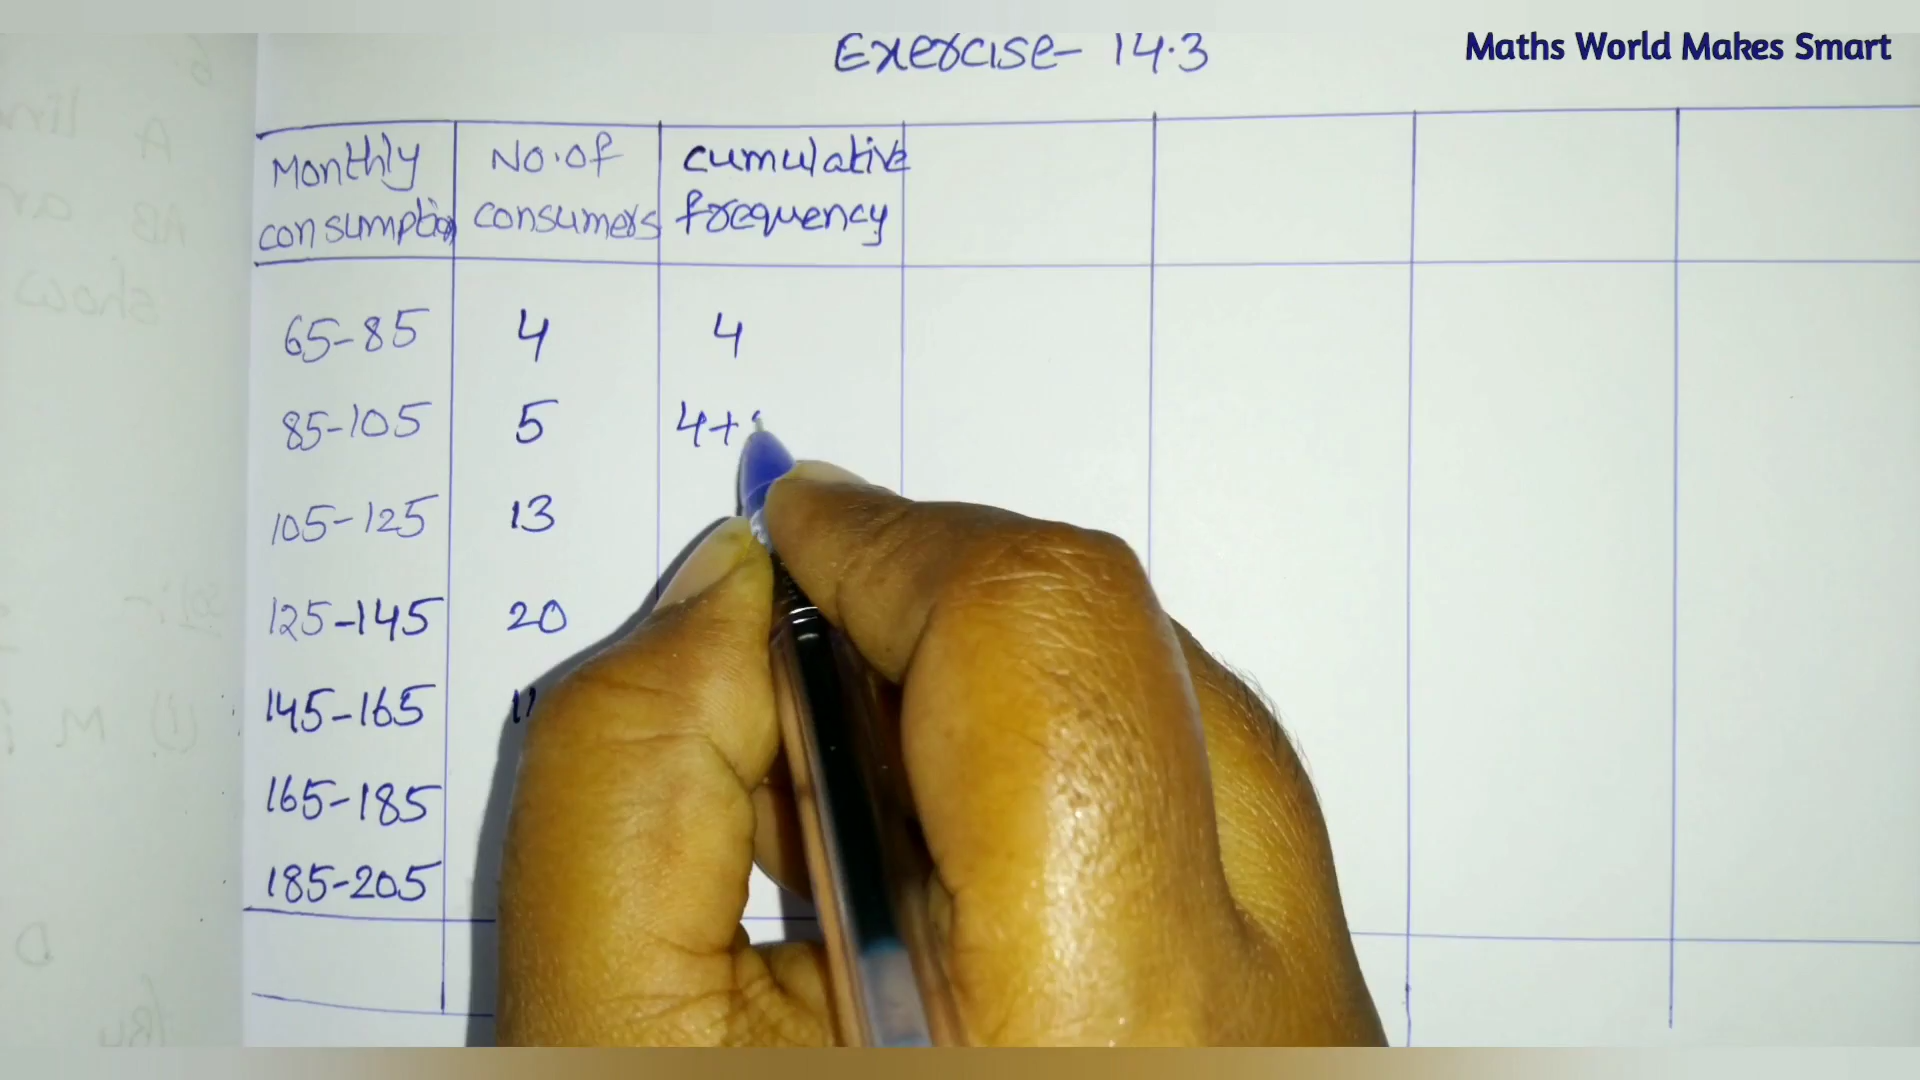 Exercise- 14.3
Maths World Makes Smart
Monthly consumption
No. of consumers
cumulative frequency
65-85 4 4
85-105 5 4+
105-125 13
125-145 20
145-165
165-185
185-205